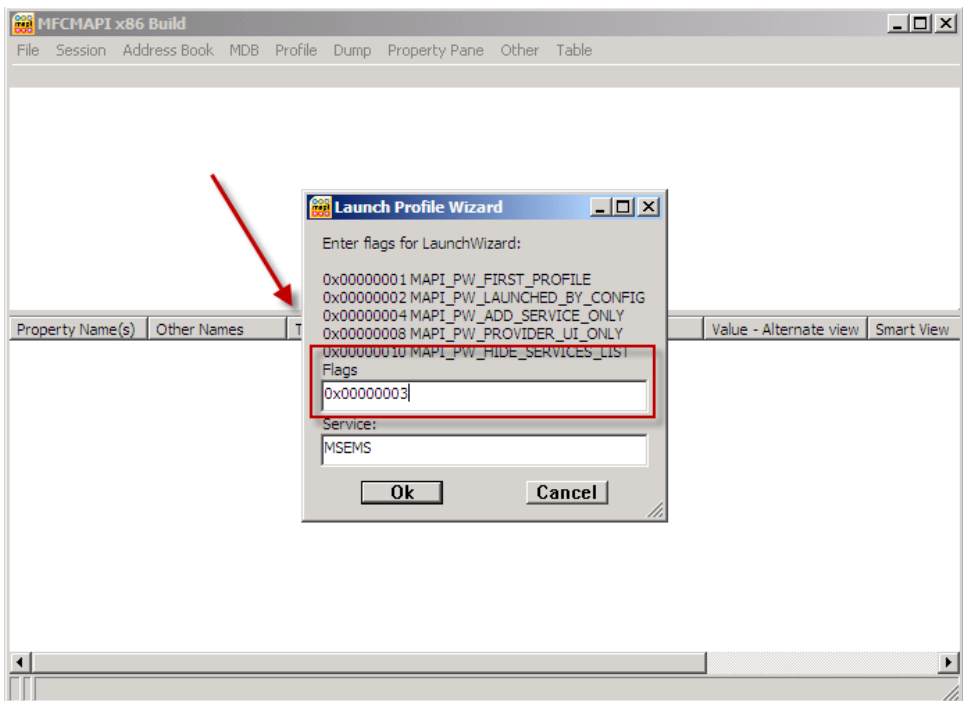 MFCMAPI x86 Build
File Session Address Book MDB Profile Dump Property Pane Other Table
Launch Profile Wizard
Enter flags for LaunchWizard:
0x00000001 MAPI_PW_FIRST_PROFILE
0x00000002 MAPI_PW_LAUNCHED_BY_CONFIG
0x00000004 MAPI_PW_ADD_SERVICE_ONLY
0x00000008 MAPI_PW_PROVIDER_UI_ONLY
0x00000010 MAPI_PW_HIDE_SERVICES_LIST
Flags
0x00000003
Service:
MSEMS
Ok Cancel
Property Name(s) Other Names T Value - Alternate view Smart View